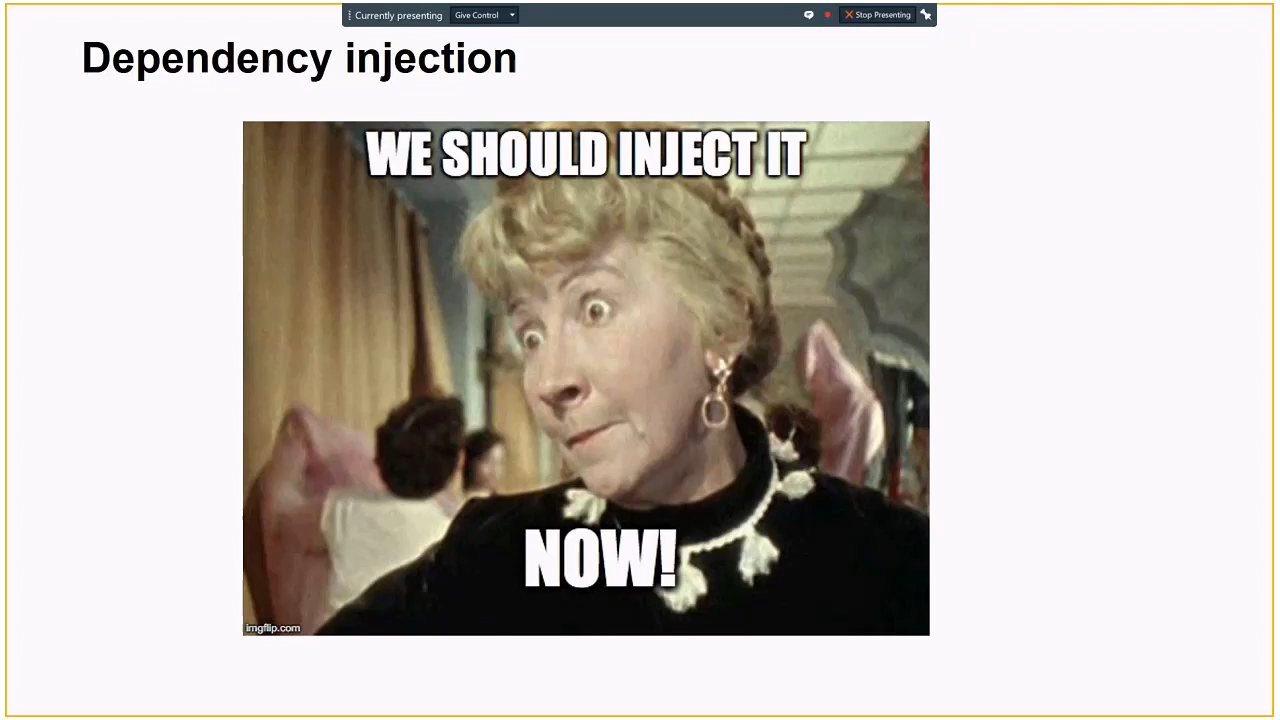 Currently presenting
Give Control
Stop Presenting
Dependency injection
WE SHOULD INJECT IT
NOW!
imgflip.com